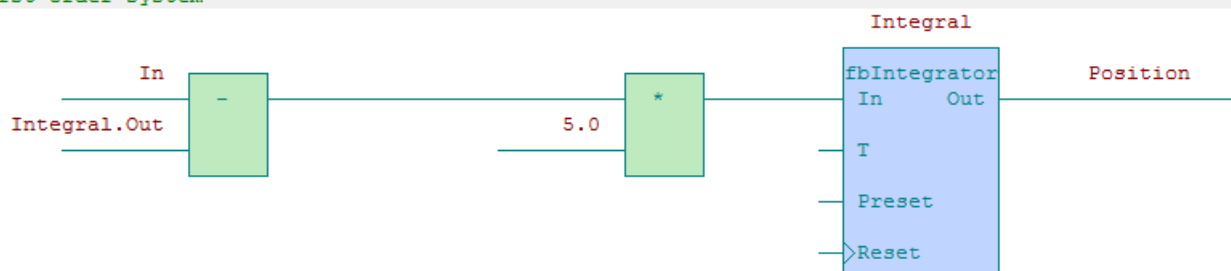 Integral
In
fbIntegrator
Position
-
*
In Out
Integral.Out
5.0
T
Preset
Reset